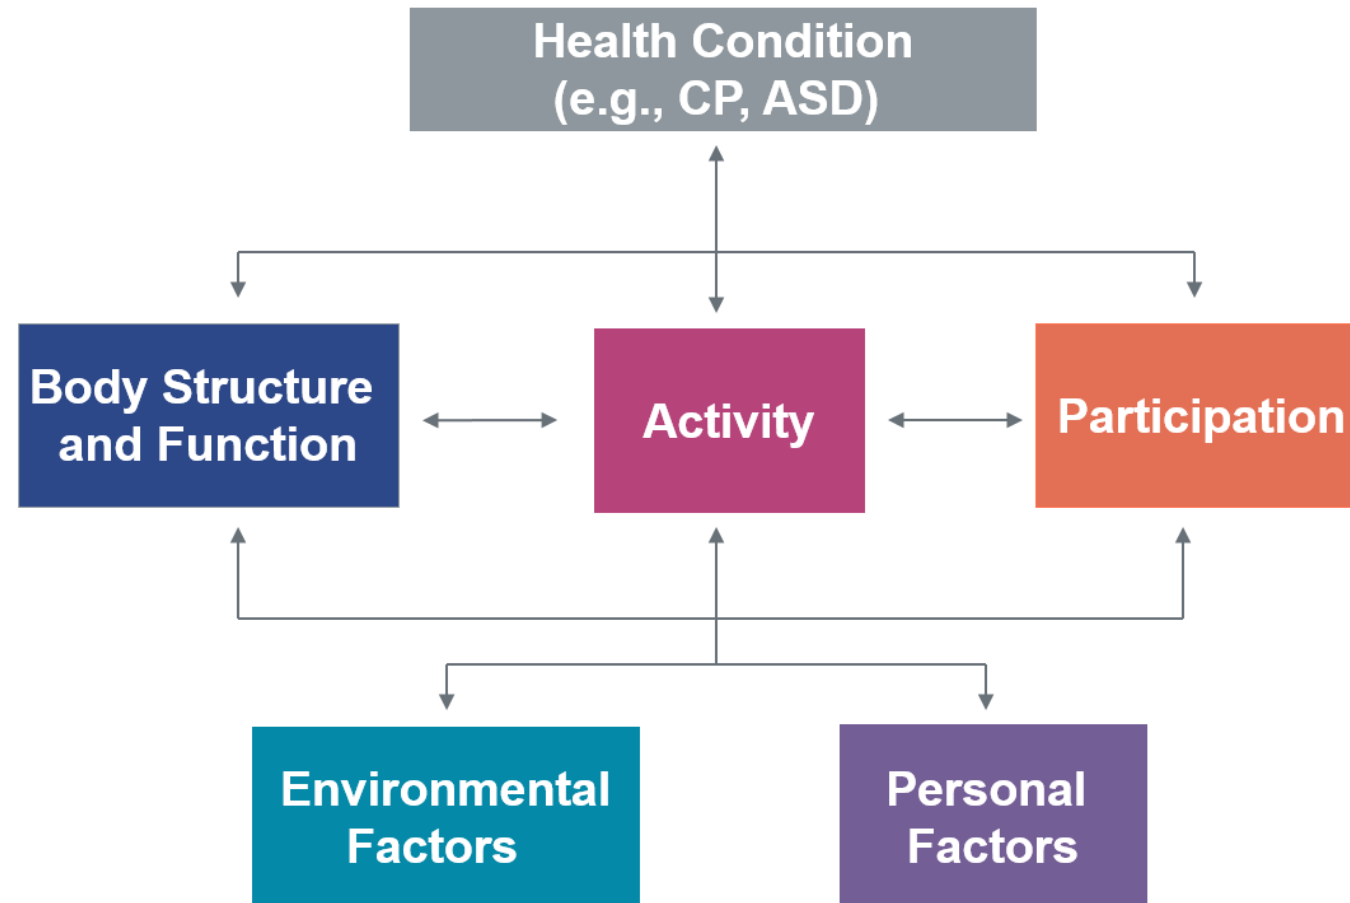 Health Condition
(e.g., CP, ASD)
Body Structure
and Function
Activity
Participation
Environmental
Factors
Personal
Factors